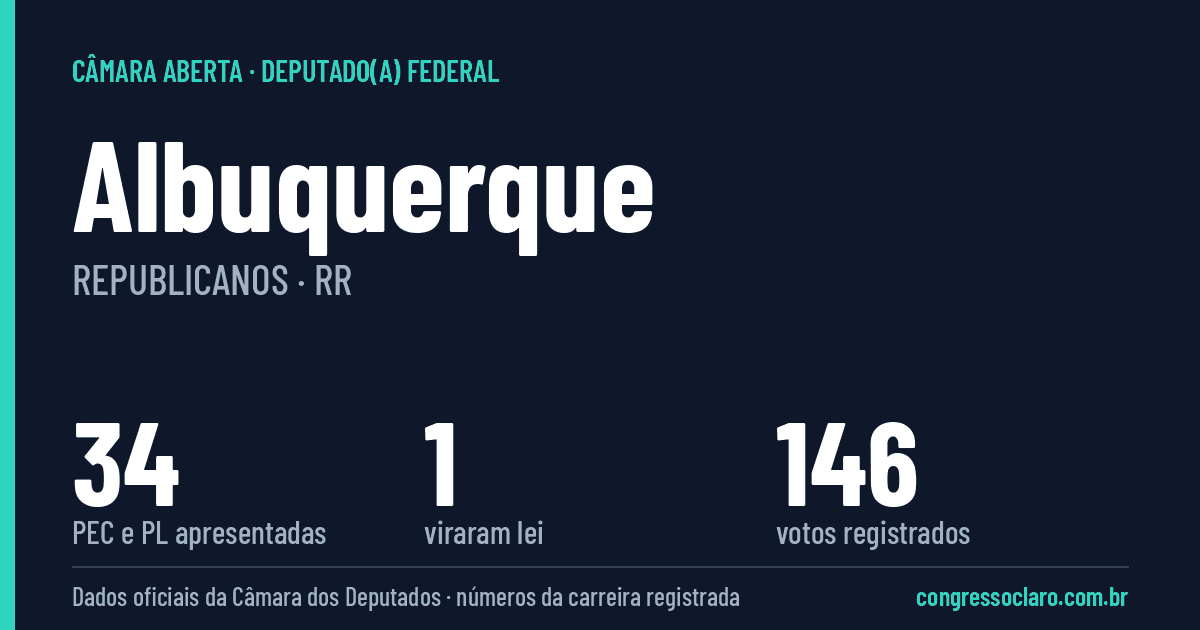 CÂMARA ABERTA · DEPUTADO(A) FEDERAL
Albuquerque
REPUBLICANOS · RR
34 1 146
PEC e PL apresentadas viraram lei votos registrados
Dados oficiais da Câmara dos Deputados · números da carreira registrada congressoclaro.com.br